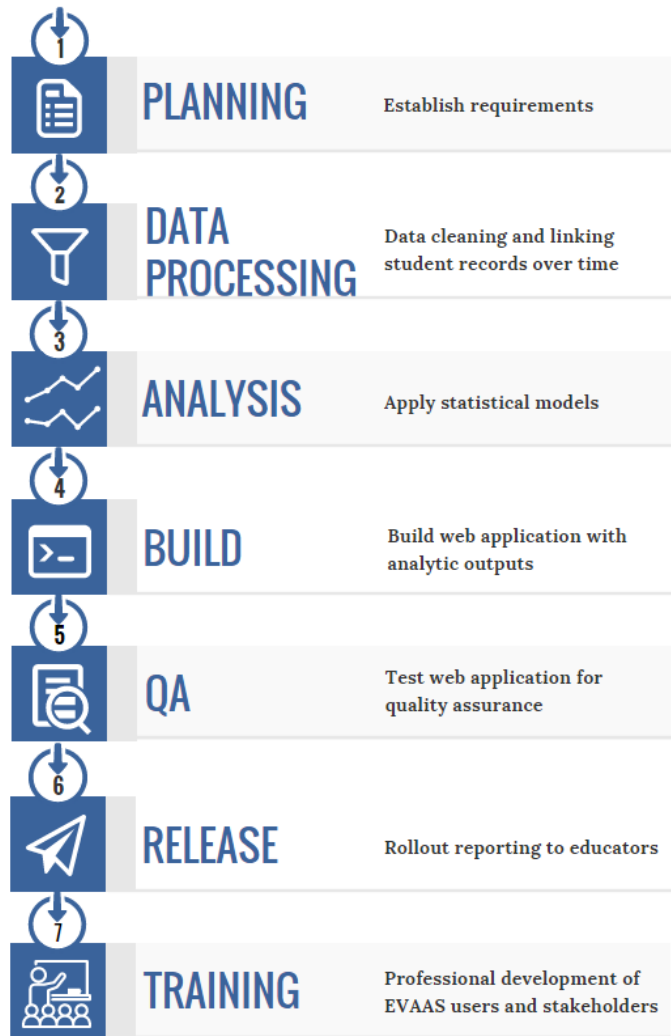 1
PLANNING
Establish requirements
2
DATA
PROCESSING
Data cleaning and linking
student records over time
3
ANALYSIS
Apply statistical models
4
BUILD
Build web application with
analytic outputs
5
QA
Test web application for
quality assurance
6
RELEASE
Rollout reporting to educators
7
TRAINING
Professional development of
EVAAS users and stakeholders